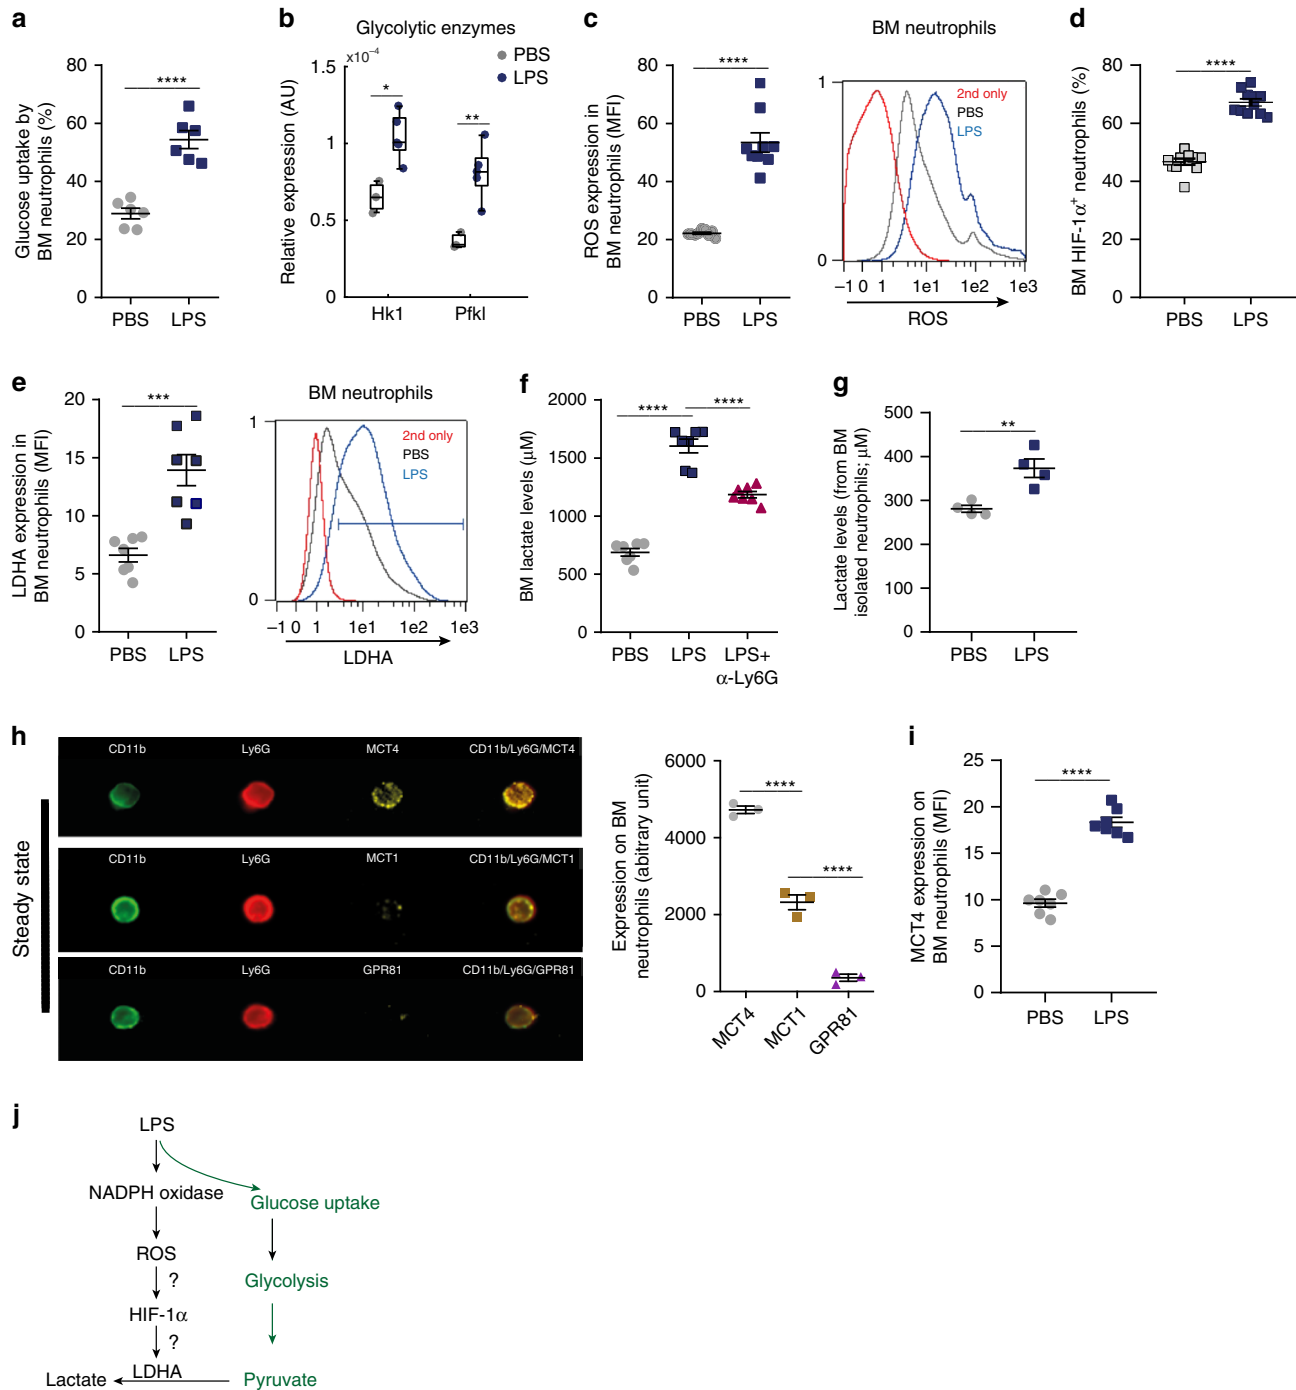 a
80
60
40
20
0
Glucose uptake by
BM neutrophils (%)
****
PBS
LPS
b
Glycolytic enzymes
x10⁻⁴
1.5
1
0.5
0
Relative expression (AU)
*
**
PBS
LPS
Hk1
Pfkl
c
80
60
40
20
0
ROS expression in
BM neutrophils (MFI)
****
PBS
LPS
BM neutrophils
1
0
2nd only
PBS
LPS
−1 0 1 1e1 1e2 1e3
ROS
d
80
60
40
20
0
BM HIF-1α⁺ neutrophils (%)
****
PBS
LPS
e
20
15
10
5
0
LDHA expression in
BM neutrophils (MFI)
***
PBS
LPS
BM neutrophils
1
0
2nd only
PBS
LPS
−1 0 1 1e1 1e2 1e3
LDHA
f
2000
1500
1000
500
0
BM lactate levels (μM)
**** ****
PBS
LPS
LPS+
α-Ly6G
g
500
400
300
200
100
0
Lactate levels (from BM
isolated neutrophils; μM)
**
PBS
LPS
h
Steady state
CD11b Ly6G MCT4 CD11b/Ly6G/MCT4
CD11b Ly6G MCT1 CD11b/Ly6G/MCT1
CD11b Ly6G GPR81 CD11b/Ly6G/GPR81
6000
4000
2000
0
Expression on BM
neutrophils (abitrary unit)
****
****
MCT4
MCT1
GPR81
i
25
20
15
10
5
0
MCT4 expression on
BM neutrophils (MFI)
****
PBS
LPS
j
LPS
NADPH oxidase
Glucose uptake
ROS
?
Glycolysis
HIF-1α
?
LDHA
Lactate
Pyruvate